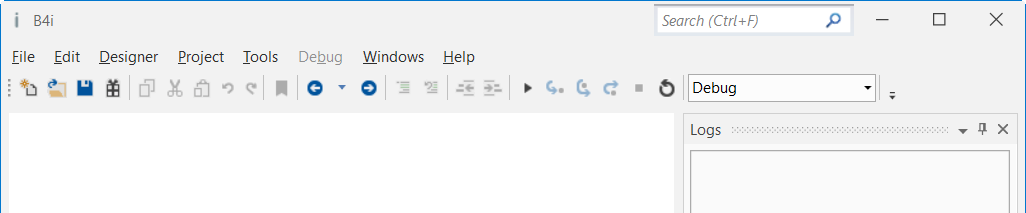 B4i
Search (Ctrl+F)
File Edit Designer Project Tools Debug Windows Help
Debug
Logs